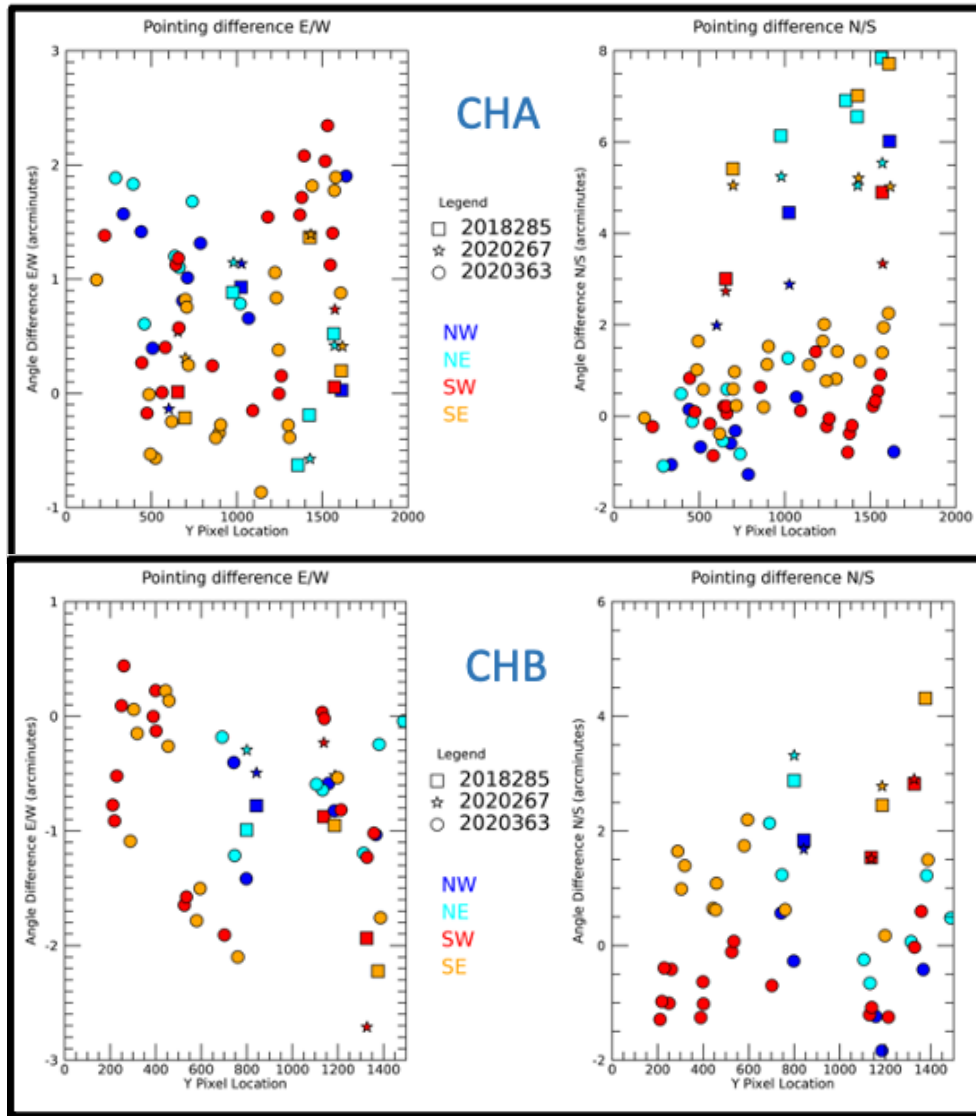 Pointing difference E/W
Pointing difference N/S
3
2
1
0
-1
Angle Difference E/W (arcminutes)
0 500 1000 1500 2000
Y Pixel Location
CHA
Legend
2018285
2020267
2020363
NW
NE
SW
SE
8
6
4
2
0
-2
Angle Difference N/S (arcminutes)
0 500 1000 1500 2000
Y Pixel Location
Pointing difference E/W
Pointing difference N/S
1
0
-1
-2
-3
Angle Difference E/W (arcminutes)
0 200 400 600 800 1000 1200 1400
Y Pixel Location
CHB
Legend
2018285
2020267
2020363
NW
NE
SW
SE
6
4
2
0
-2
Angle Difference N/S (arcminutes)
0 200 400 600 800 1000 1200 1400
Y Pixel Location